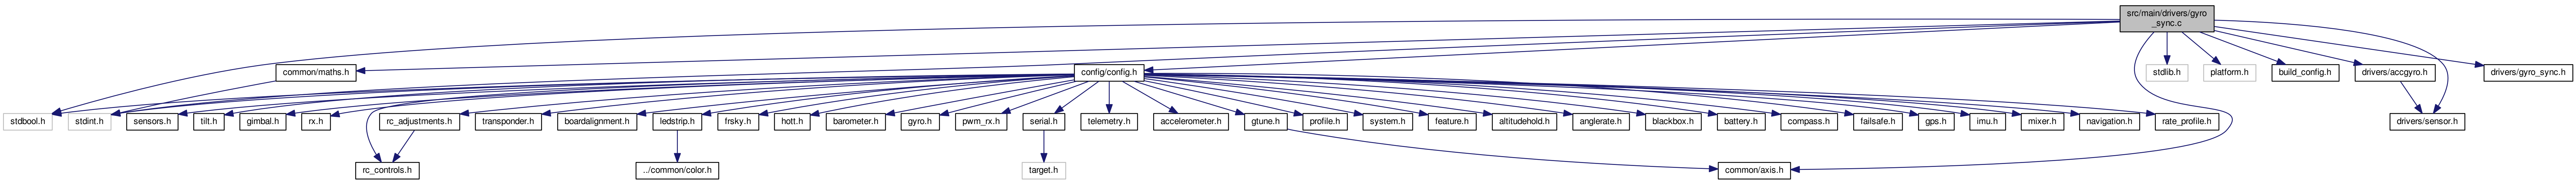 src/main/drivers/gyro
_sync.c
common/maths.h
config/config.h
stdlib.h
platform.h
build_config.h
drivers/accgyro.h
drivers/gyro_sync.h
stdbool.h
stdint.h
sensors.h
tilt.h
gimbal.h
rx.h
rc_adjustments.h
transponder.h
boardalignment.h
ledstrip.h
frsky.h
hott.h
barometer.h
gyro.h
pwm_rx.h
serial.h
telemetry.h
accelerometer.h
gtune.h
profile.h
system.h
feature.h
altitudehold.h
anglerate.h
blackbox.h
battery.h
compass.h
failsafe.h
gps.h
imu.h
mixer.h
navigation.h
rate_profile.h
drivers/sensor.h
rc_controls.h
../common/color.h
target.h
common/axis.h